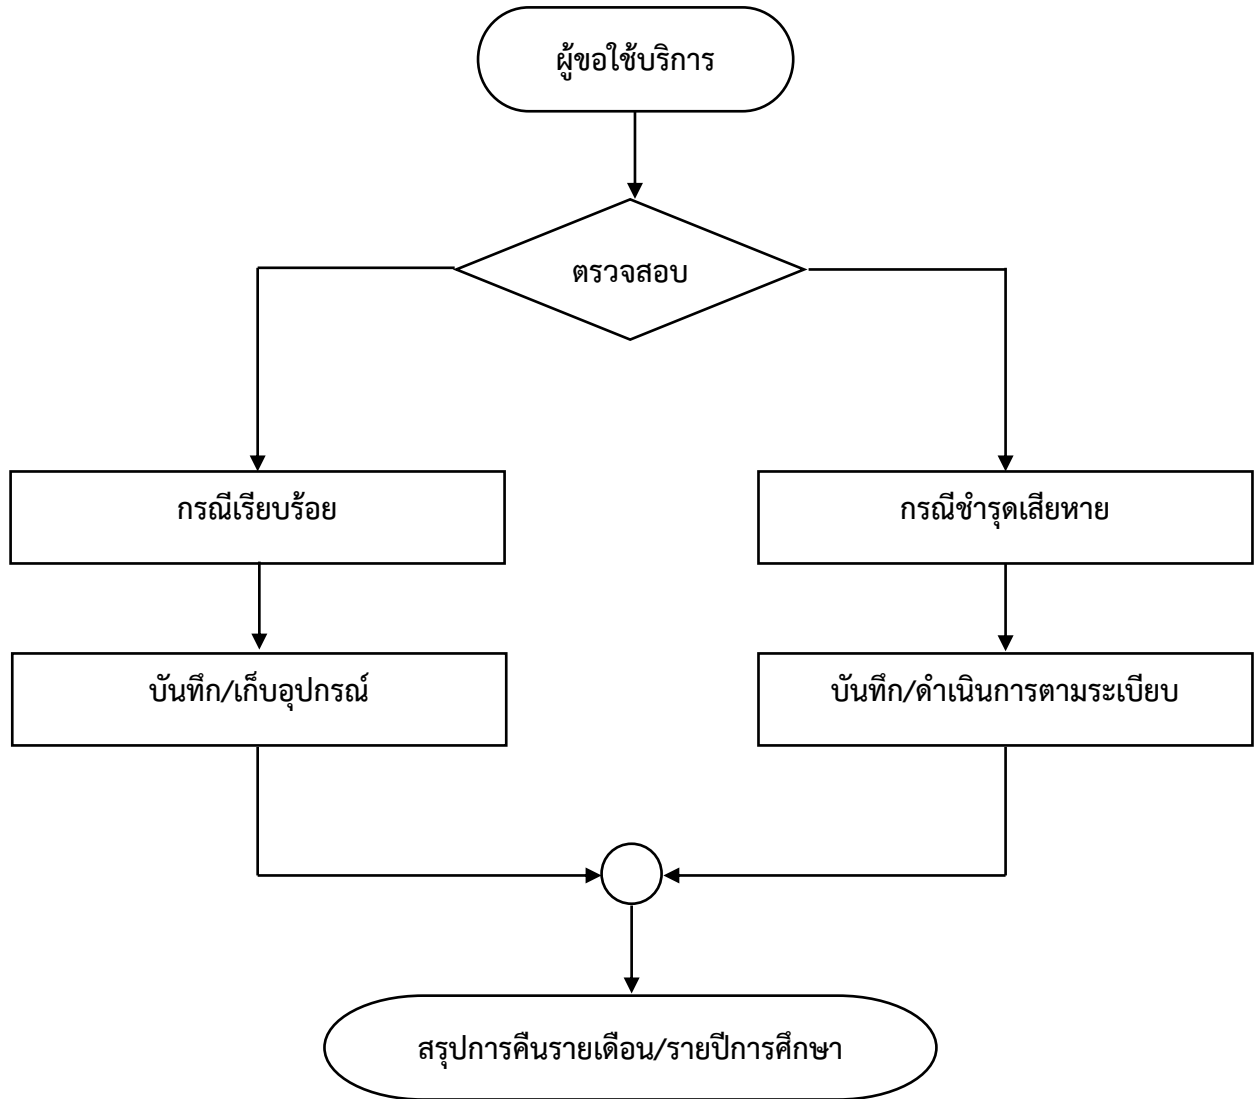 ผู้ขอใช้บริการ
ตรวจสอบ
กรณีเรียบร้อย
กรณีชำรุดเสียหาย
บันทึก/เก็บอุปกรณ์
บันทึก/ดำเนินการตามระเบียบ
สรุปการคืนรายเดือน/รายปีการศึกษา